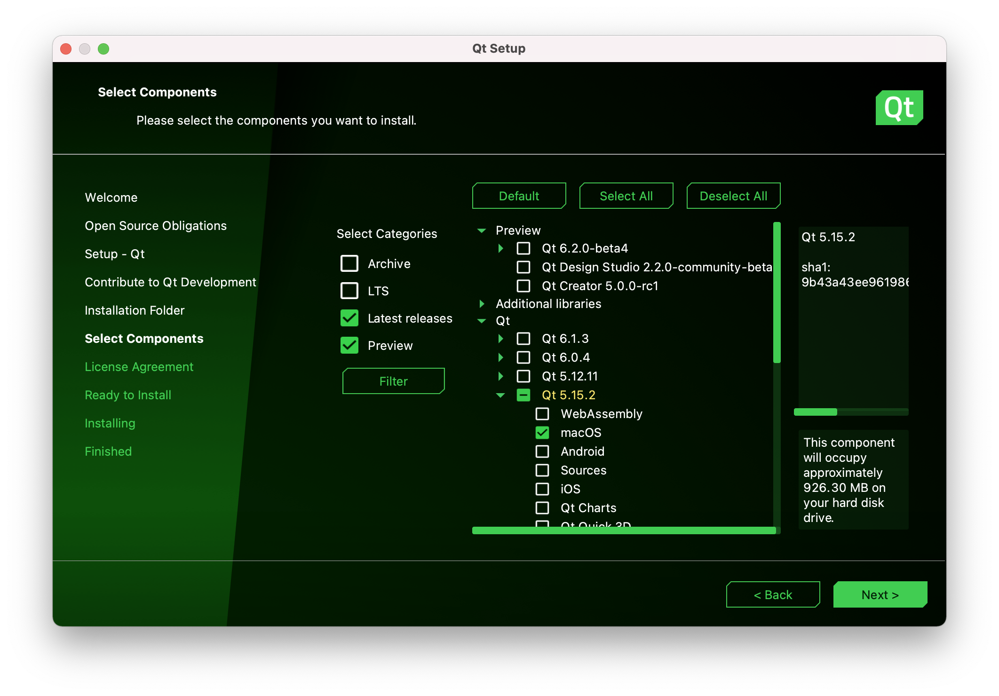 Qt Setup
Select Components
Please select the components you want to install.
Qt
Welcome
Open Source Obligations
Setup - Qt
Contribute to Qt Development
Installation Folder
Select Components
License Agreement
Ready to Install
Installing
Finished
Select Categories
Archive
LTS
Latest releases
Preview
Filter
Default
Select All
Deselect All
Preview
Qt 6.2.0-beta4
Qt Design Studio 2.2.0-community-beta
Qt Creator 5.0.0-rc1
Additional libraries
Qt
Qt 6.1.3
Qt 6.0.4
Qt 5.12.11
Qt 5.15.2
WebAssembly
macOS
Android
Sources
iOS
Qt Charts
Qt Quick 3D
Qt 5.15.2
sha1:
9b43a43ee961986
This component
will occupy
approximately
926.30 MB on
your hard disk
drive.
< Back
Next >